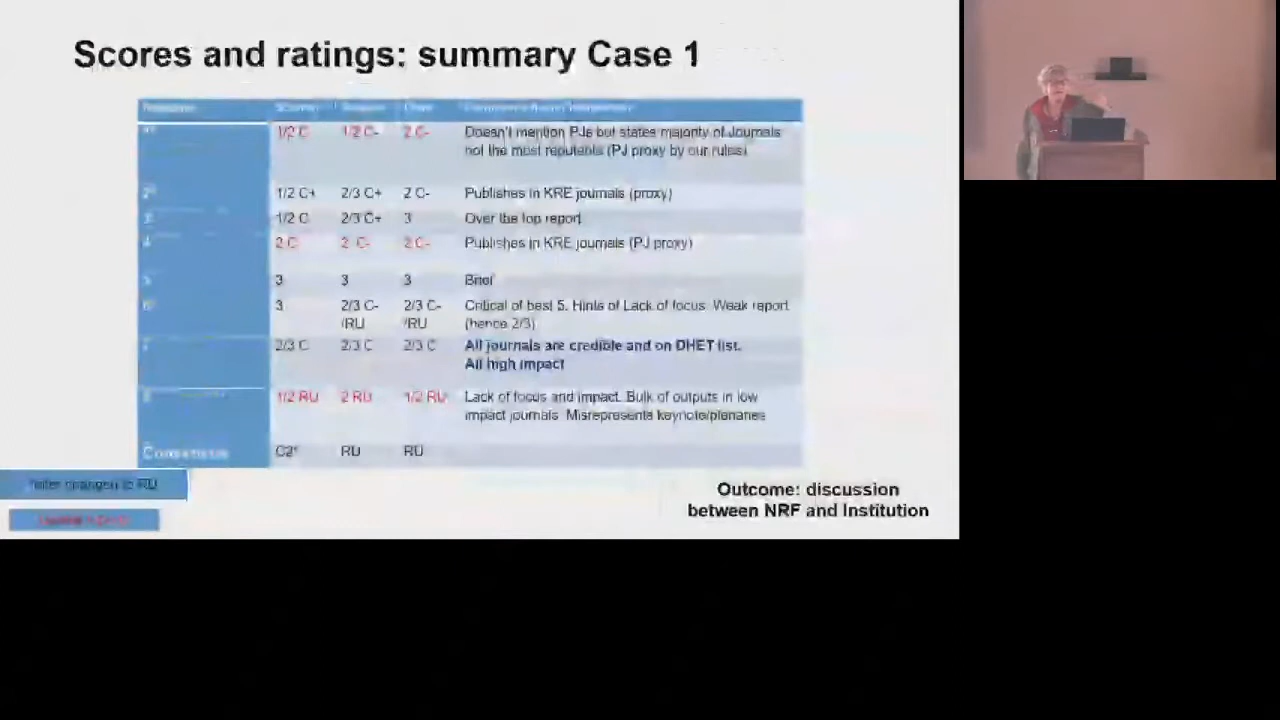 Scores and ratings: summary Case 1
1/2 C 1/2 C- 2 C- Doesn't mention PJs but states majority of Journals
not the most reputable (PJ proxy by our rules)
1/2 C+ 2/3 C+ 2 C- Publishes in KRE journals (proxy)
1/2 C 2/3 C+ 3 Over the top report
2 C 2 C- 2 C- Publishes in KRE journals (PJ proxy)
3 3 3 Brief
3 2/3 C- 2/3 C- Critical of best 5. Hints of Lack of focus. Weak report
/RU /RU (hence 2/3)
2/3 C 2/3 C 2/3 C All journals are credible and on DHET list.
All high impact
1/2 RU 2 RU 1/2 RU Lack of focus and impact. Bulk of outputs in low
impact journals. Misrepresents keynote/plenaries
Consensus C2* RU RU
changed to RU
Outcome: discussion
between NRF and Institution